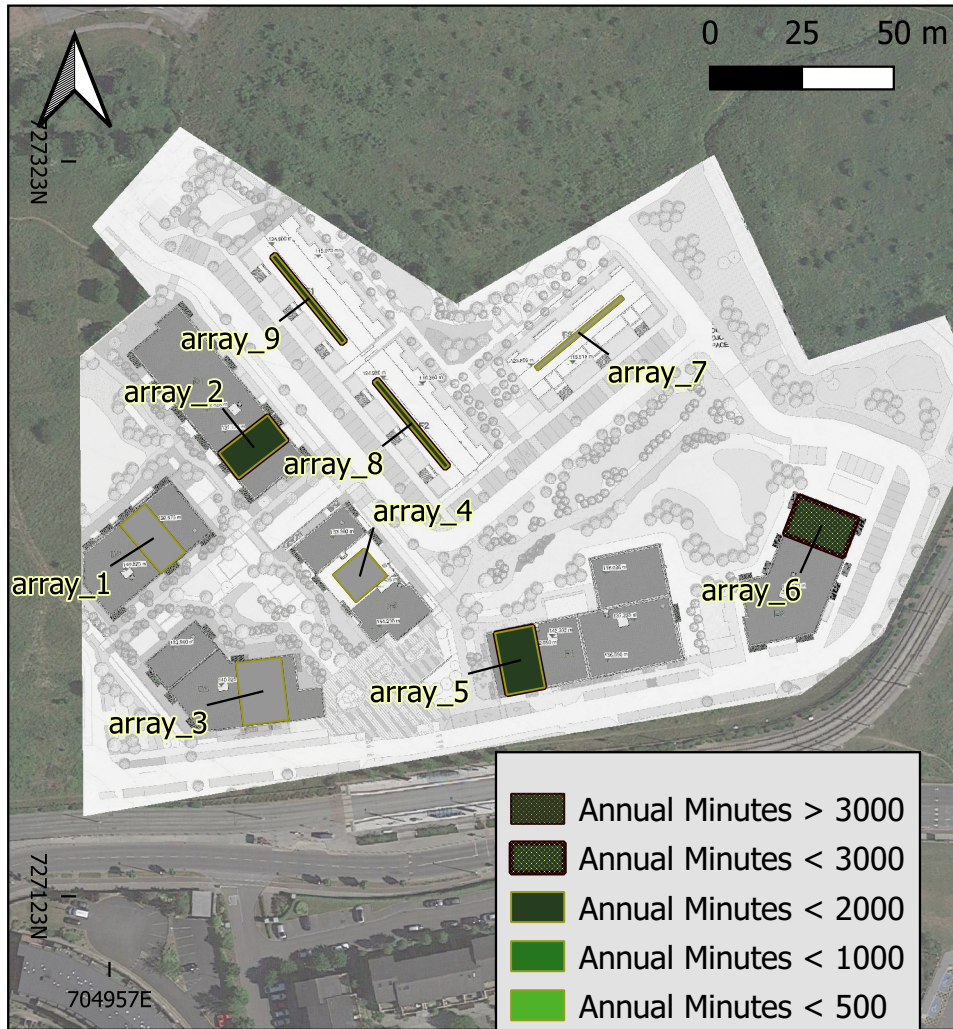 0 25 50 m
727323N
array_9
array_7
array_2
array_8
array_4
array_1
array_6
array_5
array_3
Annual Minutes > 3000
Annual Minutes < 3000
Annual Minutes < 2000
Annual Minutes < 1000
Annual Minutes < 500
727123N
704957E